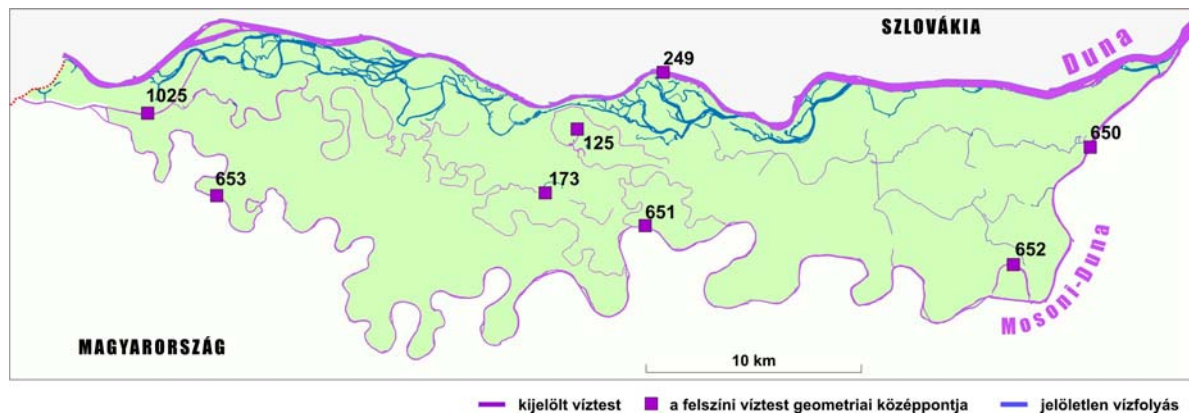 SZLOVÁKIA
Duna
249
1025
125
650
653
173
651
652
Mosoni-Duna
MAGYARORSZÁG
10 km
kijelölt víztest
a felszíni víztest geometriai középpontja
jelöletlen vízfolyás